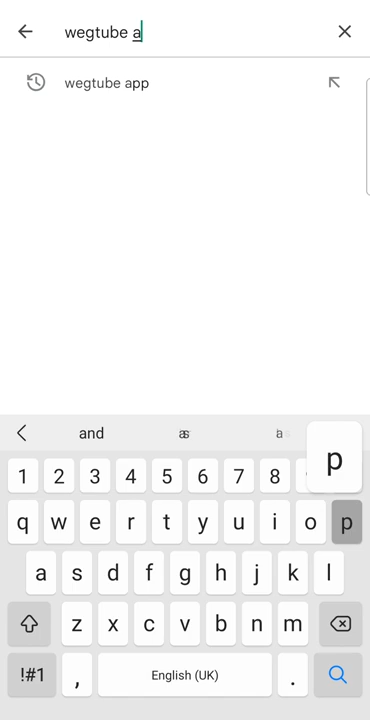 wegtube a
wegtube app
and
p
1 2 3 4 5 6 7 8
q w e r t y u i o p
a s d f g h j k l
z x c v b n m
!#1 , English (UK) .